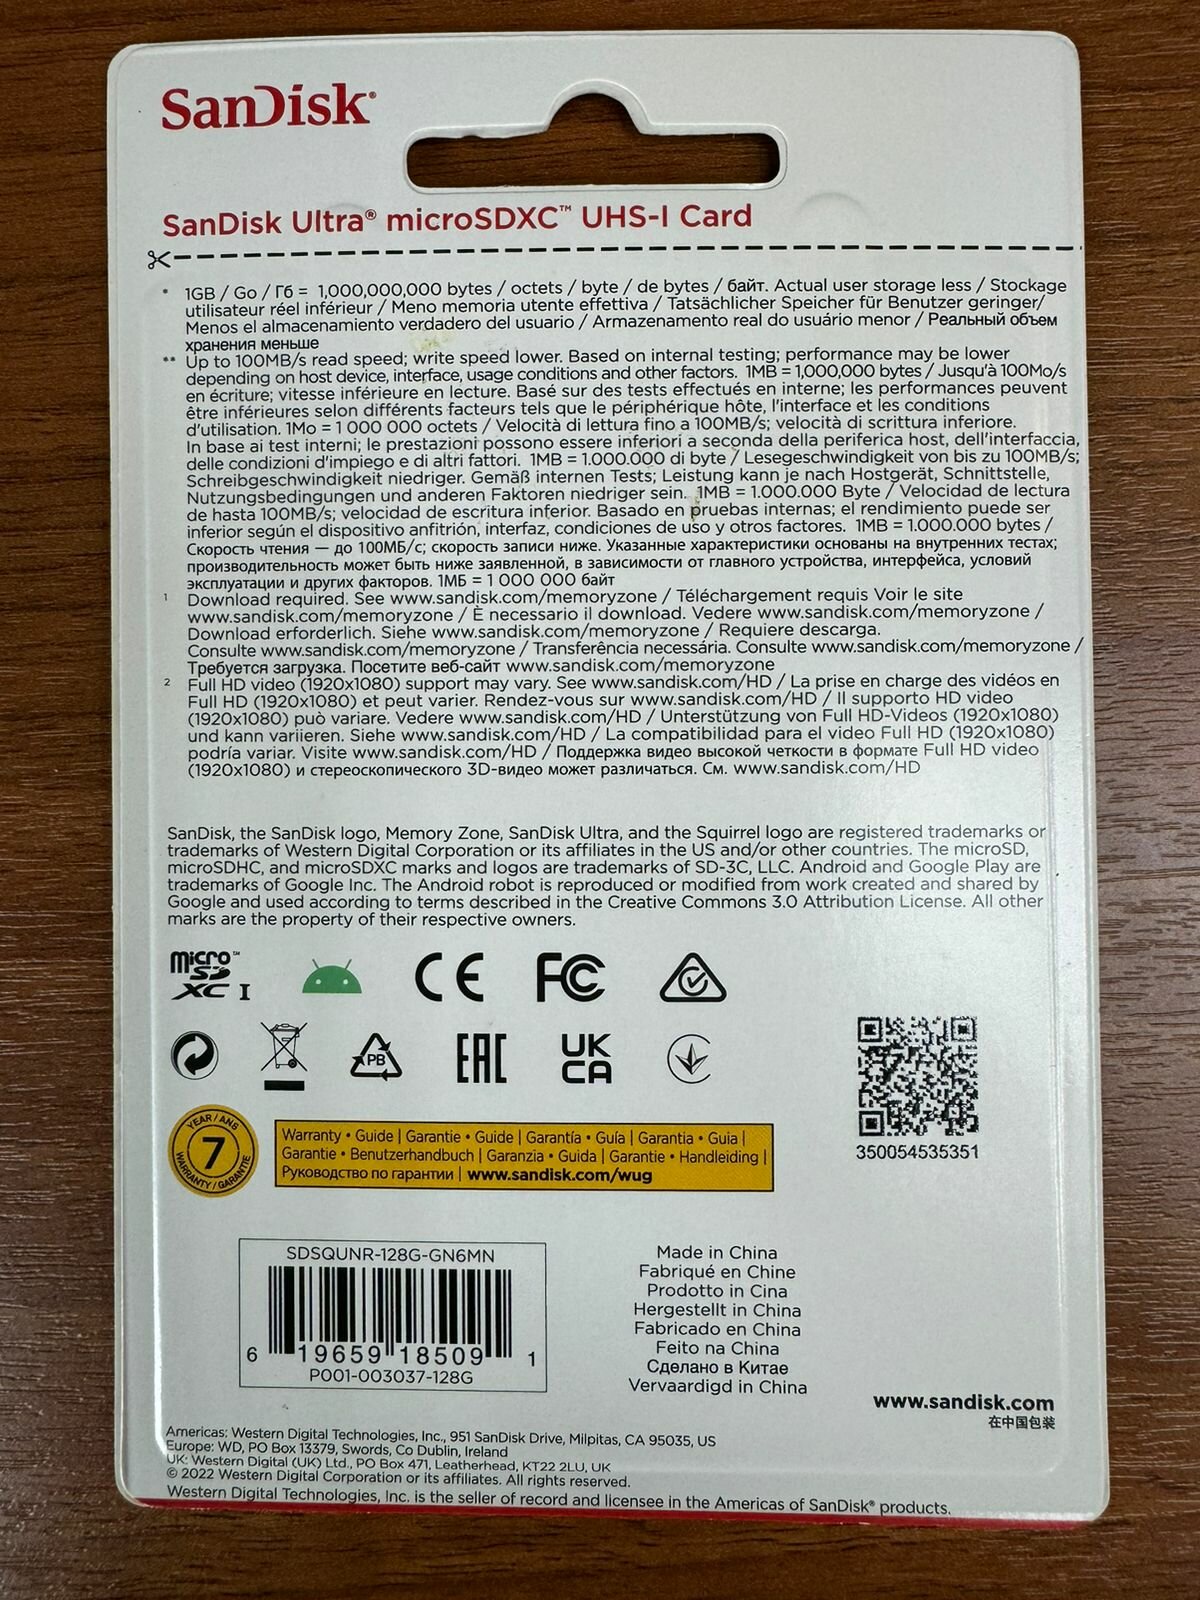 SanDisk®
SanDisk Ultra® microSDXC™ UHS-I Card
* 1GB / Go / Гб = 1,000,000,000 bytes / octets / byte / de bytes / байт. Actual user storage less / Stockage
utilisateur réel inférieur / Meno memoria utente effettiva / Tatsächlicher Speicher für Benutzer geringer/
Menos el almacenamiento verdadero del usuario / Armazenamento real do usuário menor / Реальный объем
хранения меньше
** Up to 100MB/s read speed; write speed lower. Based on internal testing; performance may be lower
depending on host device, interface, usage conditions and other factors. 1MB = 1,000,000 bytes / Jusqu'à 100Mo/s
en écriture; vitesse inférieure en lecture. Basé sur des tests effectués en interne; les performances peuvent
être inférieures selon différents facteurs tels que le périphérique hôte, l'interface et les conditions
d'utilisation. 1Mo = 1 000 000 octets / Velocità di lettura fino a 100MB/s; velocità di scrittura inferiore.
In base ai test interni; le prestazioni possono essere inferiori a seconda della periferica host, dell'interfaccia,
delle condizioni d'impiego e di altri fattori. 1MB = 1.000.000 di byte / Lesegeschwindigkeit von bis zu 100MB/s;
Schreibgeschwindigkeit niedriger. Gemäß internen Tests; Leistung kann je nach Hostgerät, Schnittstelle,
Nutzungsbedingungen und anderen Faktoren niedriger sein. 1MB = 1.000.000 Byte / Velocidad de lectura
de hasta 100MB/s; velocidad de escritura inferior. Basado en pruebas internas; el rendimiento puede ser
inferior según el dispositivo anfitrión, interfaz, condiciones de uso y otros factores. 1MB = 1.000.000 bytes /
Скорость чтения — до 100МБ/с; скорость записи ниже. Указанные характеристики основаны на внутренних тестах;
производительность может быть ниже заявленной, в зависимости от главного устройства, интерфейса, условий
эксплуатации и других факторов. 1МБ = 1 000 000 байт
1 Download required. See www.sandisk.com/memoryzone / Téléchargement requis Voir le site
www.sandisk.com/memoryzone / È necessario il download. Vedere www.sandisk.com/memoryzone /
Download erforderlich. Siehe www.sandisk.com/memoryzone / Requiere descarga.
Consulte www.sandisk.com/memoryzone / Transferência necessária. Consulte www.sandisk.com/memoryzone /
Требуется загрузка. Посетите веб-сайт www.sandisk.com/memoryzone
2 Full HD video (1920x1080) support may vary. See www.sandisk.com/HD / La prise en charge des vidéos en
Full HD (1920x1080) et peut varier. Rendez-vous sur www.sandisk.com/HD / Il supporto HD video
(1920x1080) può variare. Vedere www.sandisk.com/HD / Unterstützung von Full HD-Videos (1920x1080)
und kann variieren. Siehe www.sandisk.com/HD / La compatibilidad para el video Full HD (1920x1080)
podría variar. Visite www.sandisk.com/HD / Поддержка видео высокой четкости в формате Full HD video
(1920x1080) и стереоскопического 3D-видео может различаться. См. www.sandisk.com/HD
SanDisk, the SanDisk logo, Memory Zone, SanDisk Ultra, and the Squirrel logo are registered trademarks or
trademarks of Western Digital Corporation or its affiliates in the US and/or other countries. The microSD,
microSDHC, and microSDXC marks and logos are trademarks of SD-3C, LLC. Android and Google Play are
trademarks of Google Inc. The Android robot is reproduced or modified from work created and shared by
Google and used according to terms described in the Creative Commons 3.0 Attribution License. All other
marks are the property of their respective owners.
micro SD XC I ™
CE
FC
PB
EAC
UK
CA
350054535351
YEAR / ANS
7
WARRANTY / GARANTIE
Warranty • Guide | Garantie • Guide | Garantía • Guía | Garantia • Guia |
Garantie • Benutzerhandbuch | Garanzia • Guida | Garantie • Handleiding |
Руководство по гарантии | www.sandisk.com/wug
SDSQUNR-128G-GN6MN
6 19659 18509 1
P001-003037-128G
Made in China
Fabriqué en Chine
Prodotto in Cina
Hergestellt in China
Fabricado en China
Feito na China
Сделано в Китае
Vervaardigd in China
www.sandisk.com
在中国包装
Americas: Western Digital Technologies, Inc., 951 SanDisk Drive, Milpitas, CA 95035, US
Europe: WD, PO Box 13379, Swords, Co Dublin, Ireland
UK: Western Digital (UK) Ltd., PO Box 471, Leatherhead, KT22 2LU, UK
© 2022 Western Digital Corporation or its affiliates. All rights reserved.
Western Digital Technologies, Inc. is the seller of record and licensee in the Americas of SanDisk® products.